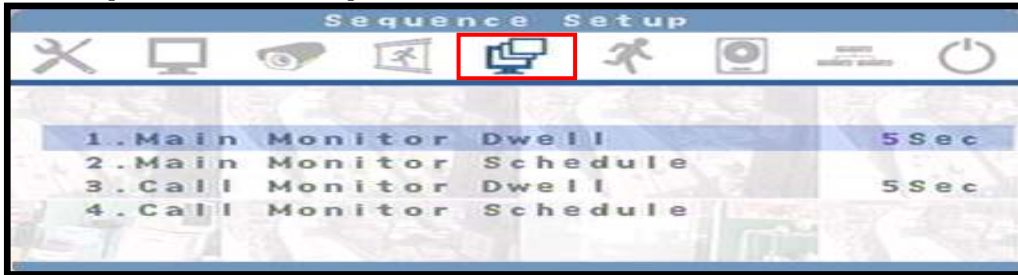 Sequence Setup
1.Main Monitor Dwell 5Sec
2.Main Monitor Schedule
3.Call Monitor Dwell 5Sec
4.Call Monitor Schedule